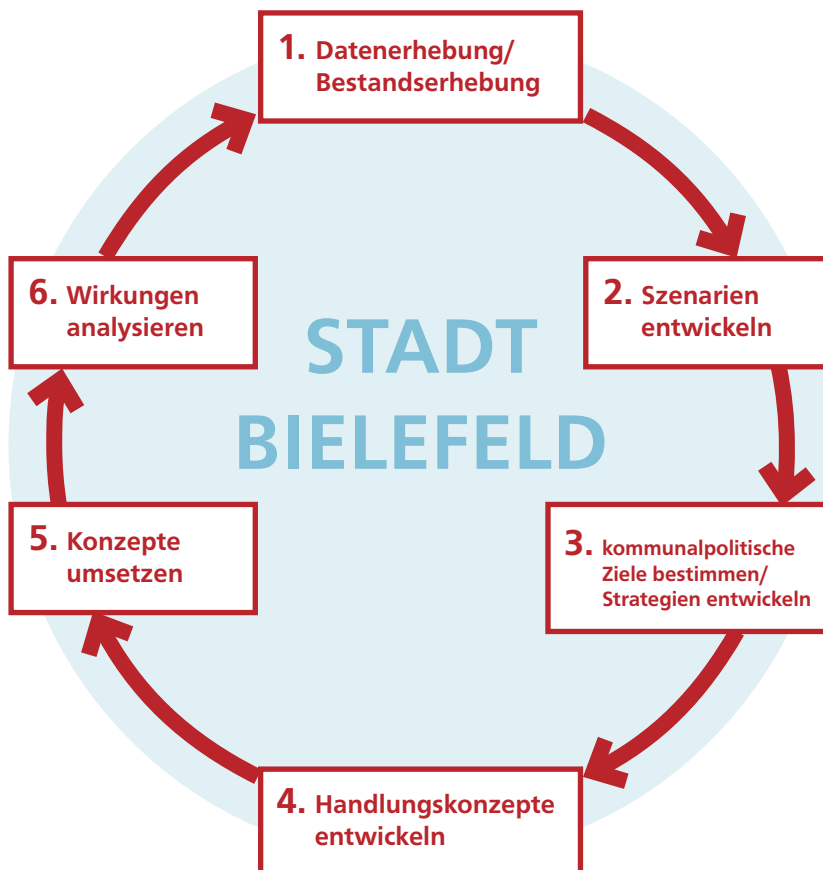 1. Datenerhebung/
Bestandserhebung
2. Szenarien
entwickeln
3. kommunalpolitische
Ziele bestimmen/
Strategien entwickeln
4. Handlungskonzepte
entwickeln
5. Konzepte
umsetzen
6. Wirkungen
analysieren
STADT
BIELEFELD